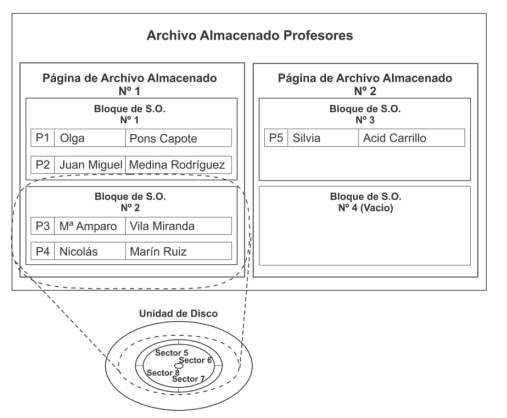 Archivo Almacenado Profesores
Página de Archivo Almacenado
Nº 1
Bloque de S.O.
Nº 1
P1 Olga Pons Capote
P2 Juan Miguel Medina Rodríguez
Bloque de S.O.
Nº 2
P3 Mª Amparo Vila Miranda
P4 Nicolás Marín Ruiz
Página de Archivo Almacenado
Nº 2
Bloque de S.O.
Nº 3
P5 Silvia Acid Carrillo
Bloque de S.O.
Nº 4 (Vacio)
Unidad de Disco
Sector 5
Sector 6
Sector 8
Sector 7